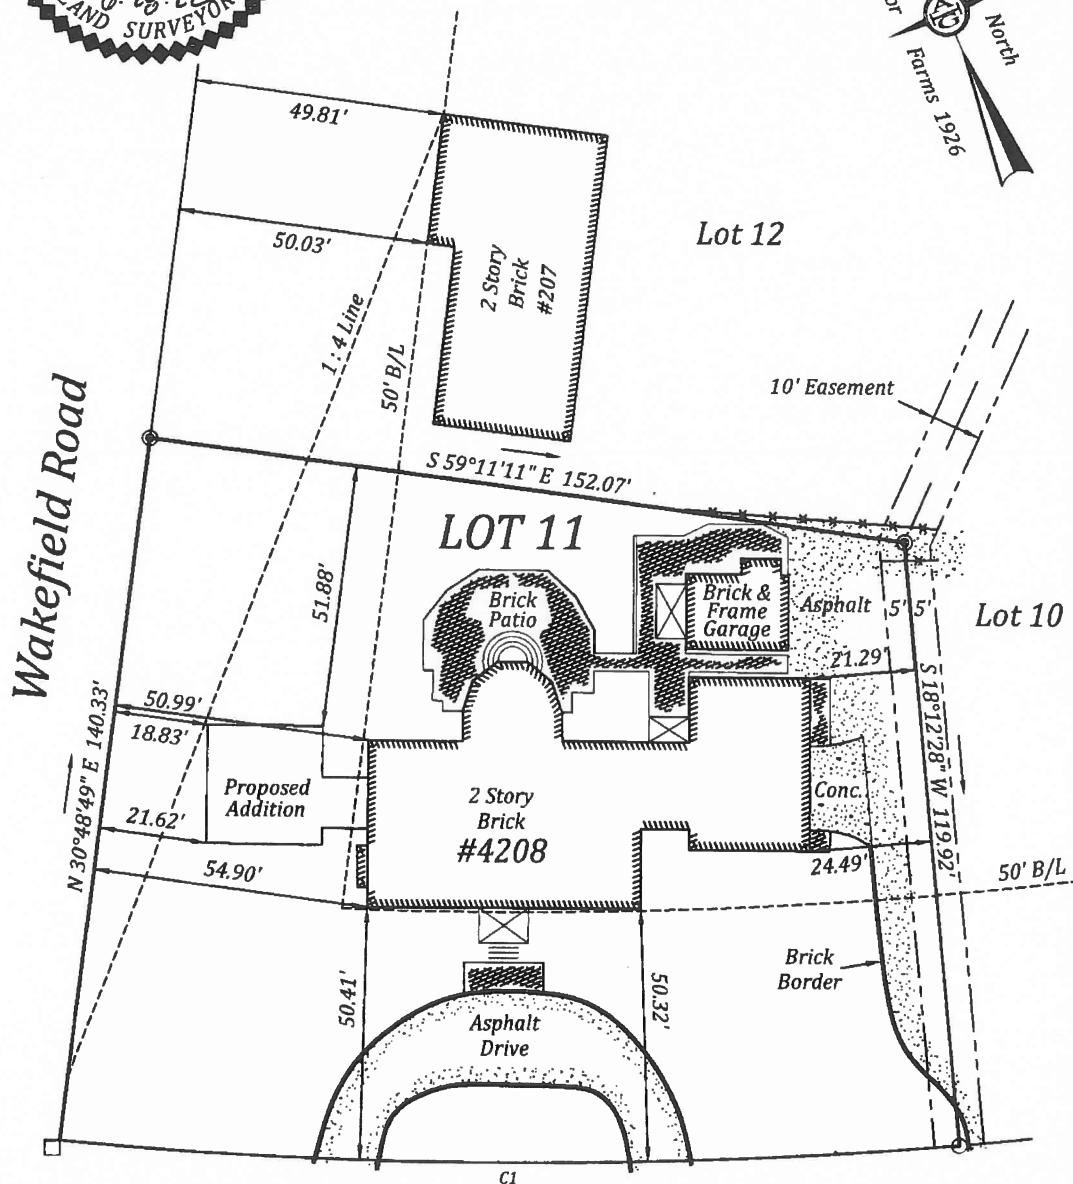 LAND SURVEYOR
North
Farms 1926
49.81'
50.03'
2 Story
Brick
#207
Lot 12
1 : 4 Line
50' B/L
10' Easement
Wakefield Road
S 59°11'11" E 152.07'
LOT 11
51.88'
Brick
Patio
Brick &
Frame
Garage
Asphalt
5' 5'
Lot 10
21.29'
50.99'
18.83'
N 30°48'49" E 140.33'
S 18°12'28" W 119.92'
Proposed
Addition
2 Story
Brick
#4208
Conc.
21.62'
54.90'
24.49'
50' B/L
50.41'
50.32'
Brick
Border
Asphalt
Drive
C1